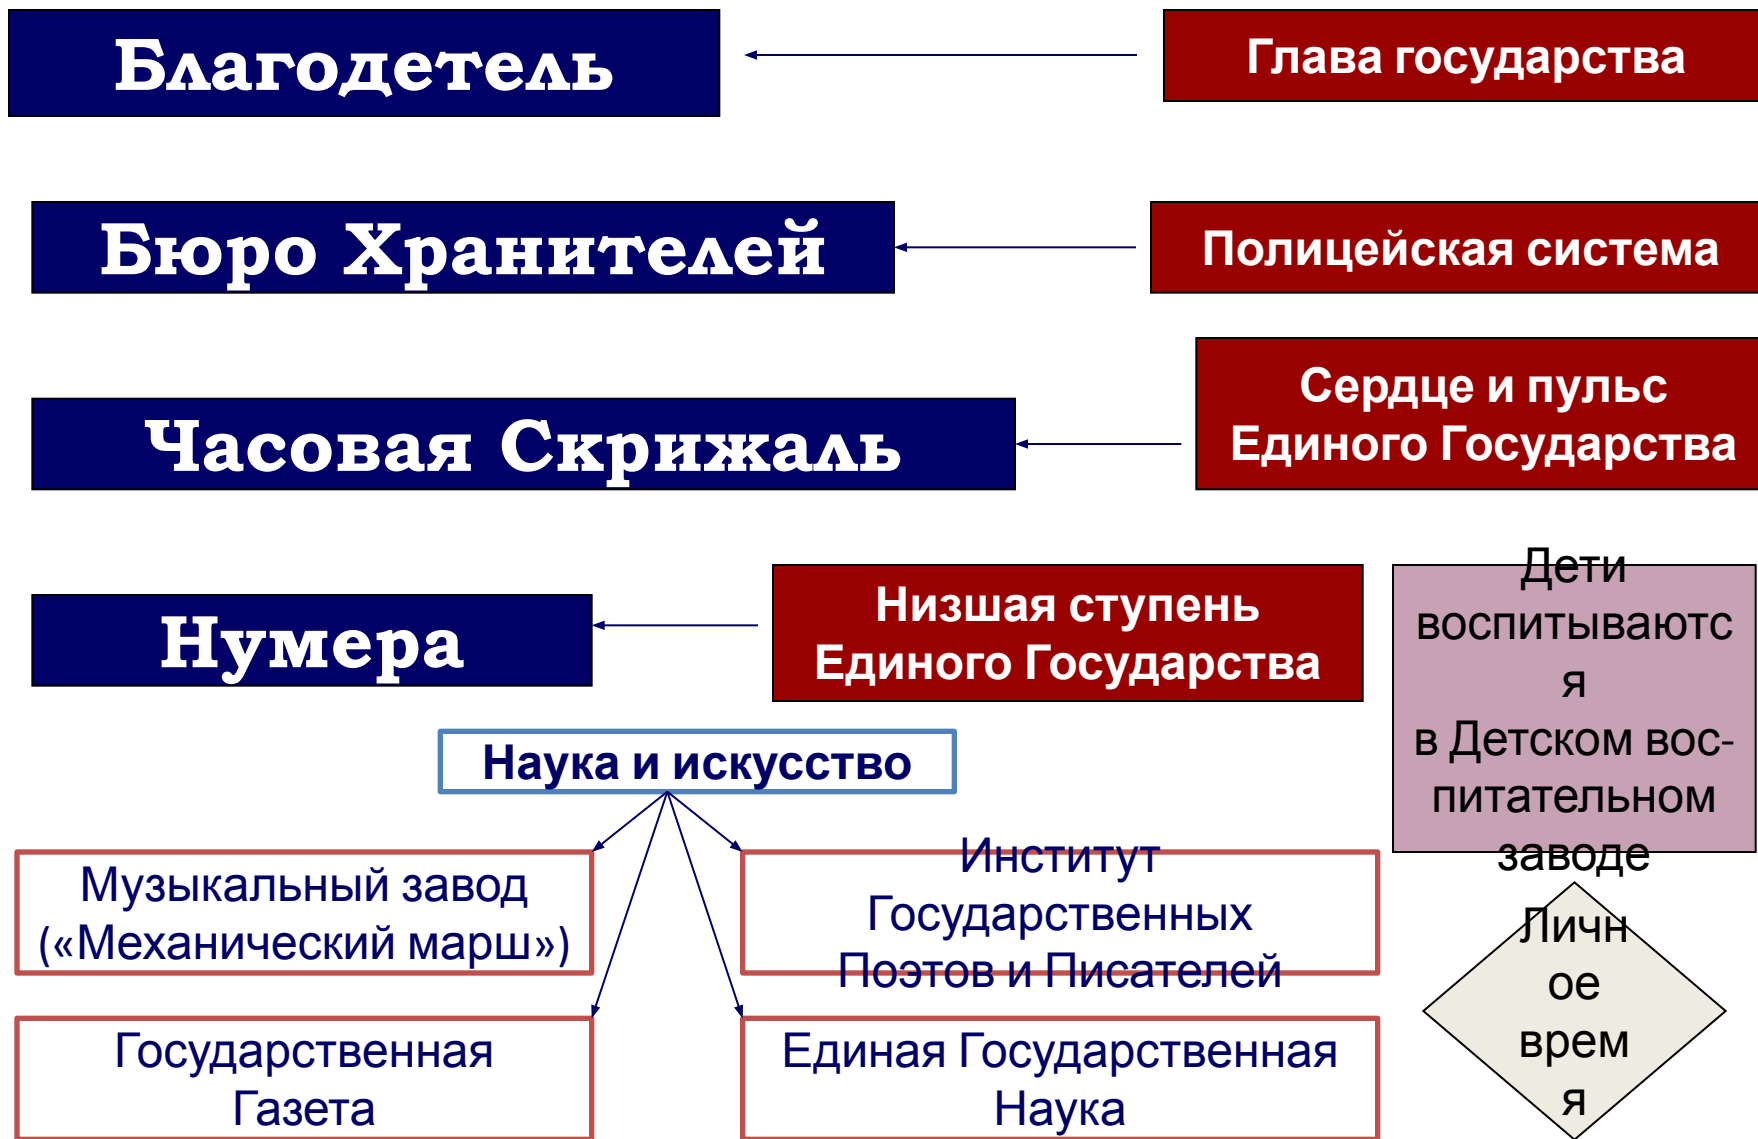 Благодетель
Глава государства
Бюро Хранителей
Полицейская система
Часовая Скрижаль
Сердце и пульс
Единого Государства
Нумера
Низшая ступень
Единого Государства
Дети
воспитываютс
я
в Детском вос-
питательном
заводе
Наука и искусство
Музыкальный завод
(«Механический марш»)
Институт
Государственных
Поэтов и Писателей
Государственная
Газета
Единая Государственная
Наука
Личн
ое
врем
я